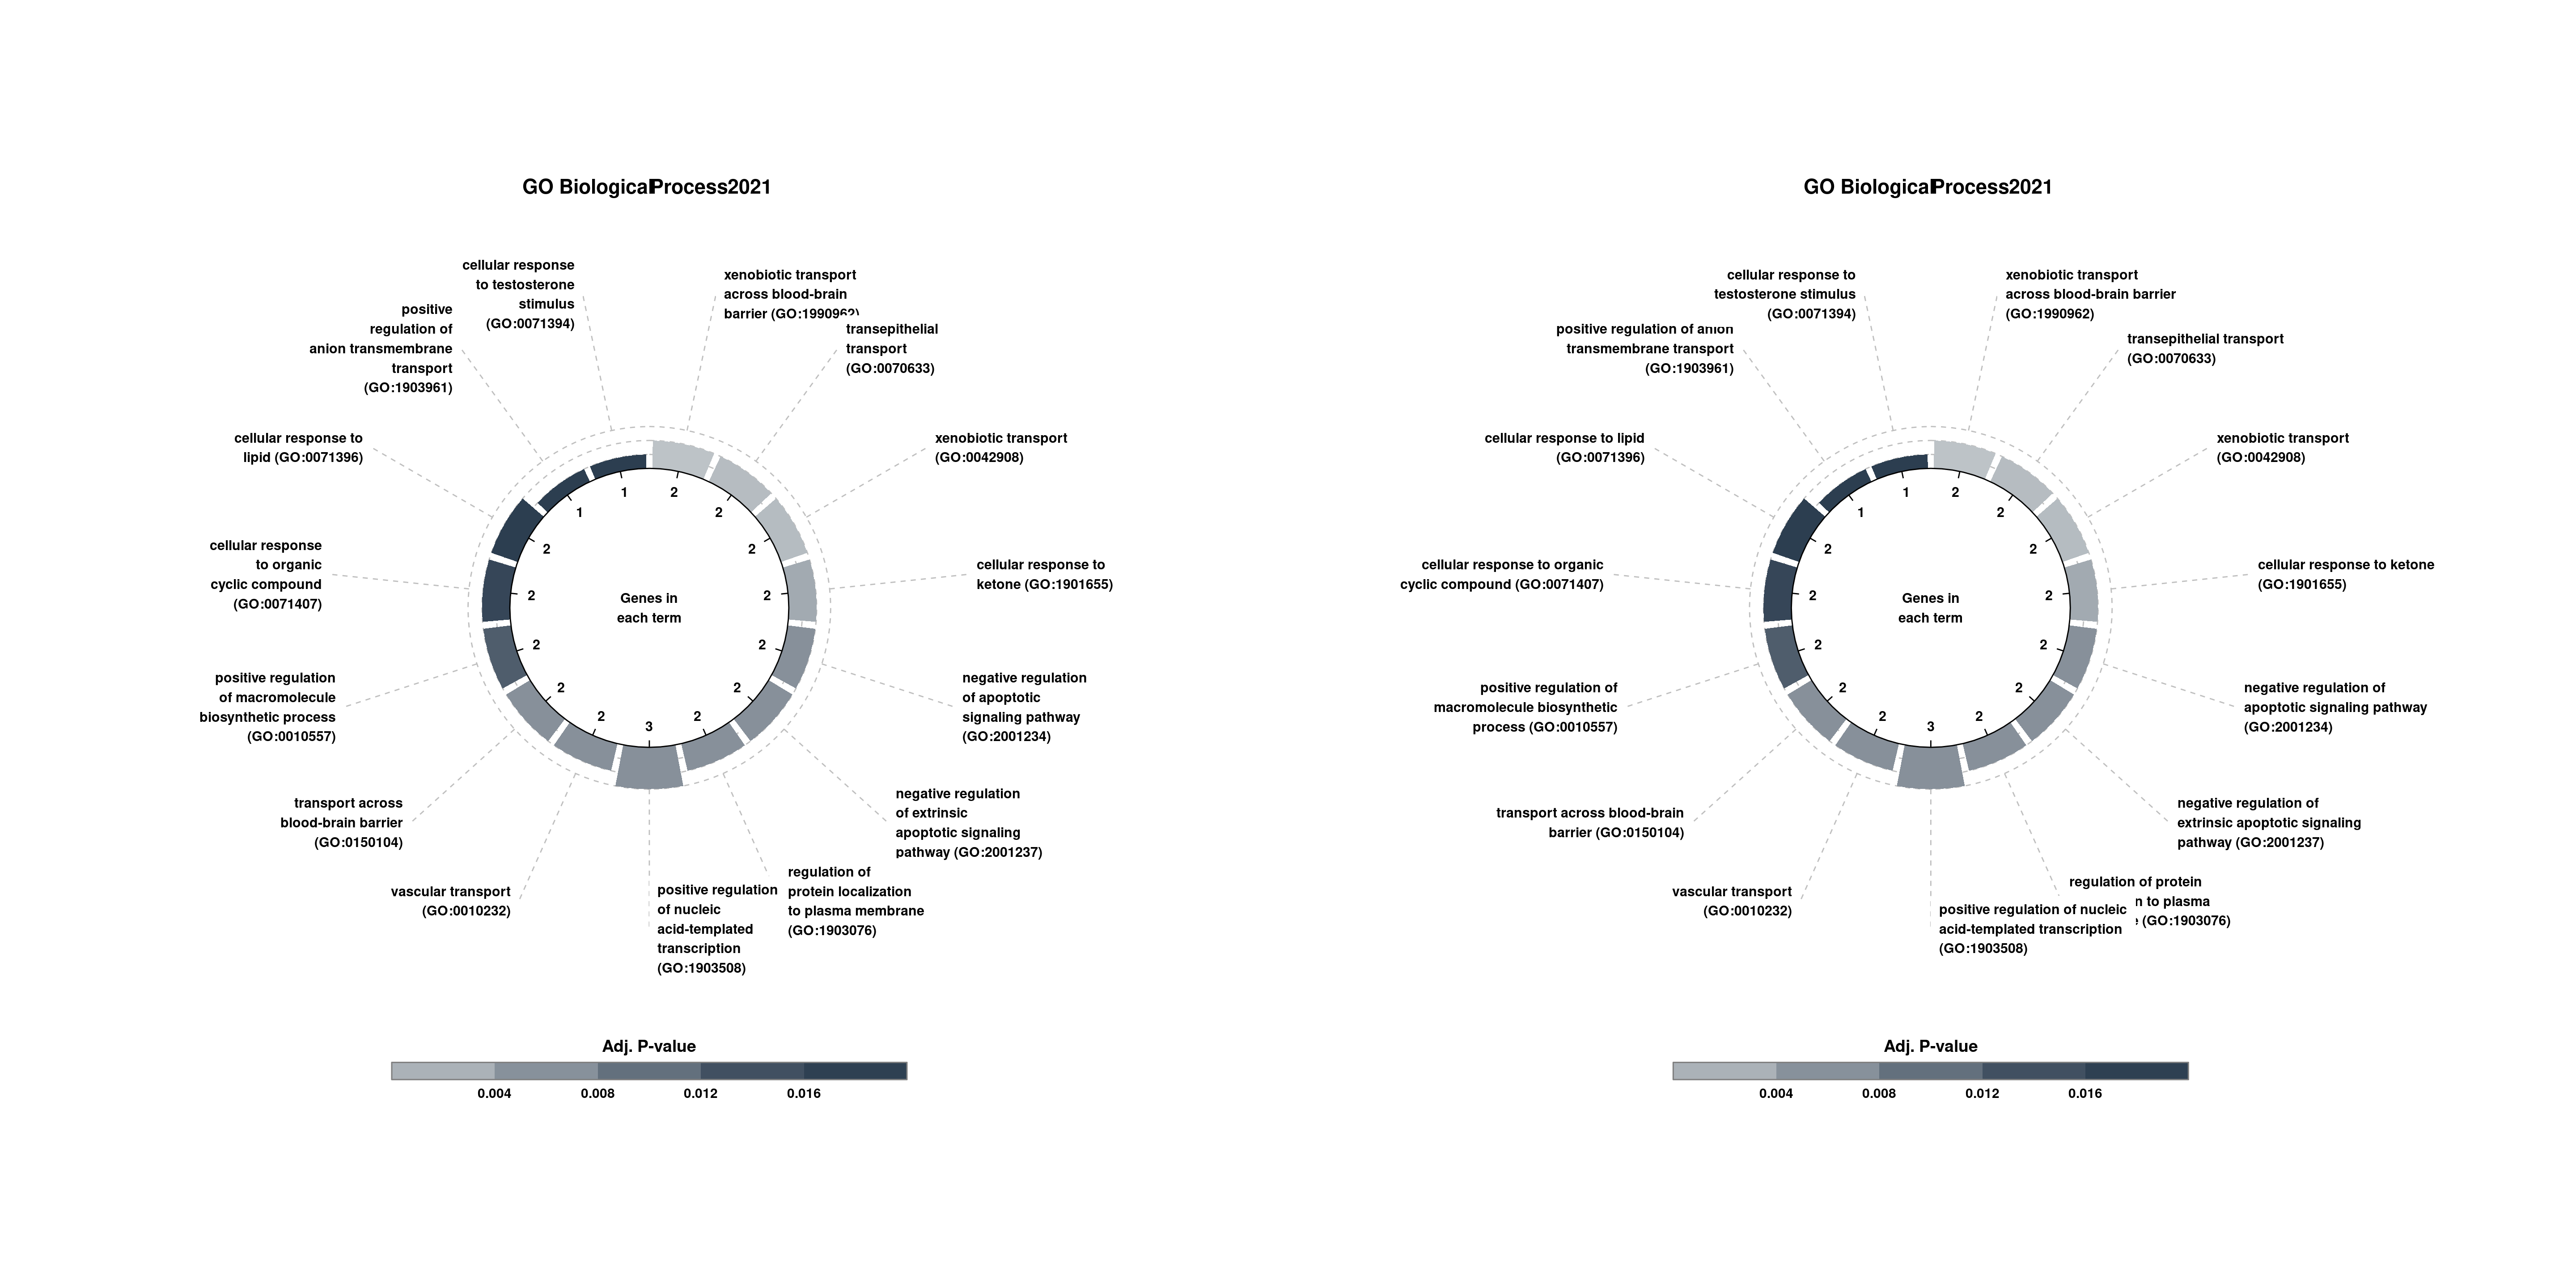 GO BiologicalProcess2021
cellular response
to testosterone
stimulus
(GO:0071394)
xenobiotic transport
across blood-brain
barrier (GO:1990962)
transepithelial
transport
(GO:0070633)
xenobiotic transport
(GO:0042908)
cellular response to
ketone (GO:1901655)
negative regulation
of apoptotic
signaling pathway
(GO:2001234)
negative regulation
of extrinsic
apoptotic signaling
pathway (GO:2001237)
regulation of
protein localization
to plasma membrane
(GO:1903076)
positive regulation
of nucleic
acid-templated
transcription
(GO:1903508)
vascular transport
(GO:0010232)
transport across
blood-brain barrier
(GO:0150104)
positive regulation
of macromolecule
biosynthetic process
(GO:0010557)
cellular response
to organic
cyclic compound
(GO:0071407)
cellular response to
lipid (GO:0071396)
positive
regulation of
anion transmembrane
transport
(GO:1903961)
1
2
2
2
2
2
2
2
3
2
2
2
2
2
1
Genes in
each term
Adj. P-value
0.004
0.008
0.012
0.016
GO BiologicalProcess2021
cellular response to
testosterone stimulus
(GO:0071394)
xenobiotic transport
across blood-brain barrier
(GO:1990962)
transepithelial transport
(GO:0070633)
xenobiotic transport
(GO:0042908)
cellular response to ketone
(GO:1901655)
negative regulation of
apoptotic signaling pathway
(GO:2001234)
negative regulation of
extrinsic apoptotic signaling
pathway (GO:2001237)
regulation of protein
to plasma
(GO:1903076)
positive regulation of nucleic
acid-templated transcription
(GO:1903508)
vascular transport
(GO:0010232)
transport across blood-brain
barrier (GO:0150104)
positive regulation of
macromolecule biosynthetic
process (GO:0010557)
cellular response to organic
cyclic compound (GO:0071407)
cellular response to lipid
(GO:0071396)
positive regulation of anion
transmembrane transport
(GO:1903961)
1
2
2
2
2
2
2
2
3
2
2
2
2
2
1
Genes in
each term
Adj. P-value
0.004
0.008
0.012
0.016